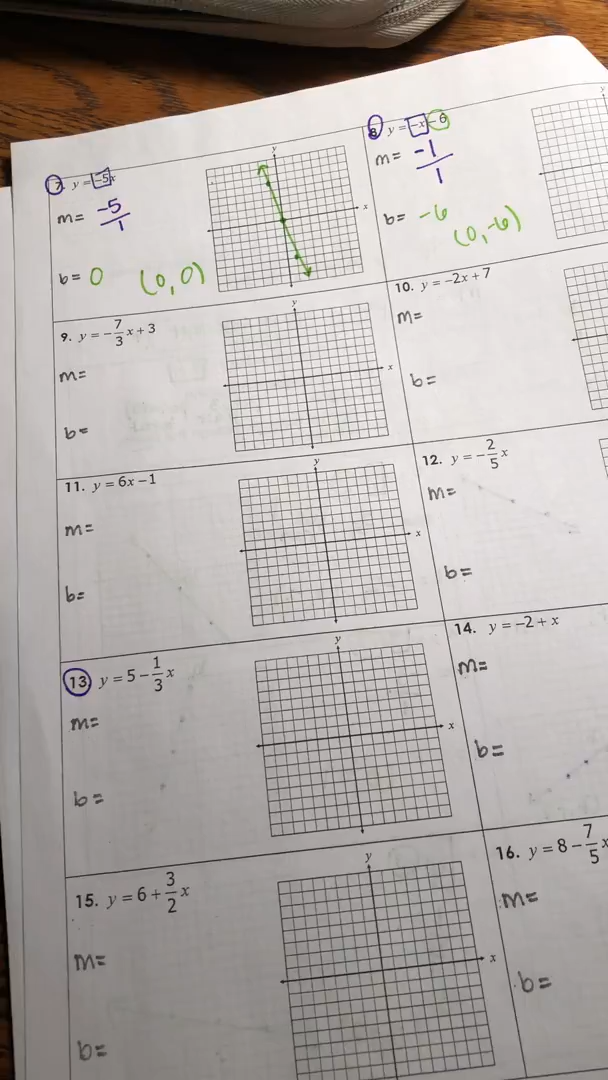 7. y = -5x
m= -5/1
b= 0 (0,0)
y
x
8. y = -x - 6
m= -1/1
b= -6 (0,-6)
y
9. y = -7/3x + 3
m=
b=
y
x
10. y = -2x + 7
m=
b=
11. y = 6x - 1
m=
b=
y
x
12. y = -2/5x
m=
b=
13. y = 5 - 1/3x
m=
b=
y
x
14. y = -2 + x
m=
b=
15. y = 6 + 3/2x
m=
b=
y
x
16. y = 8 - 7/5x
m=
b=